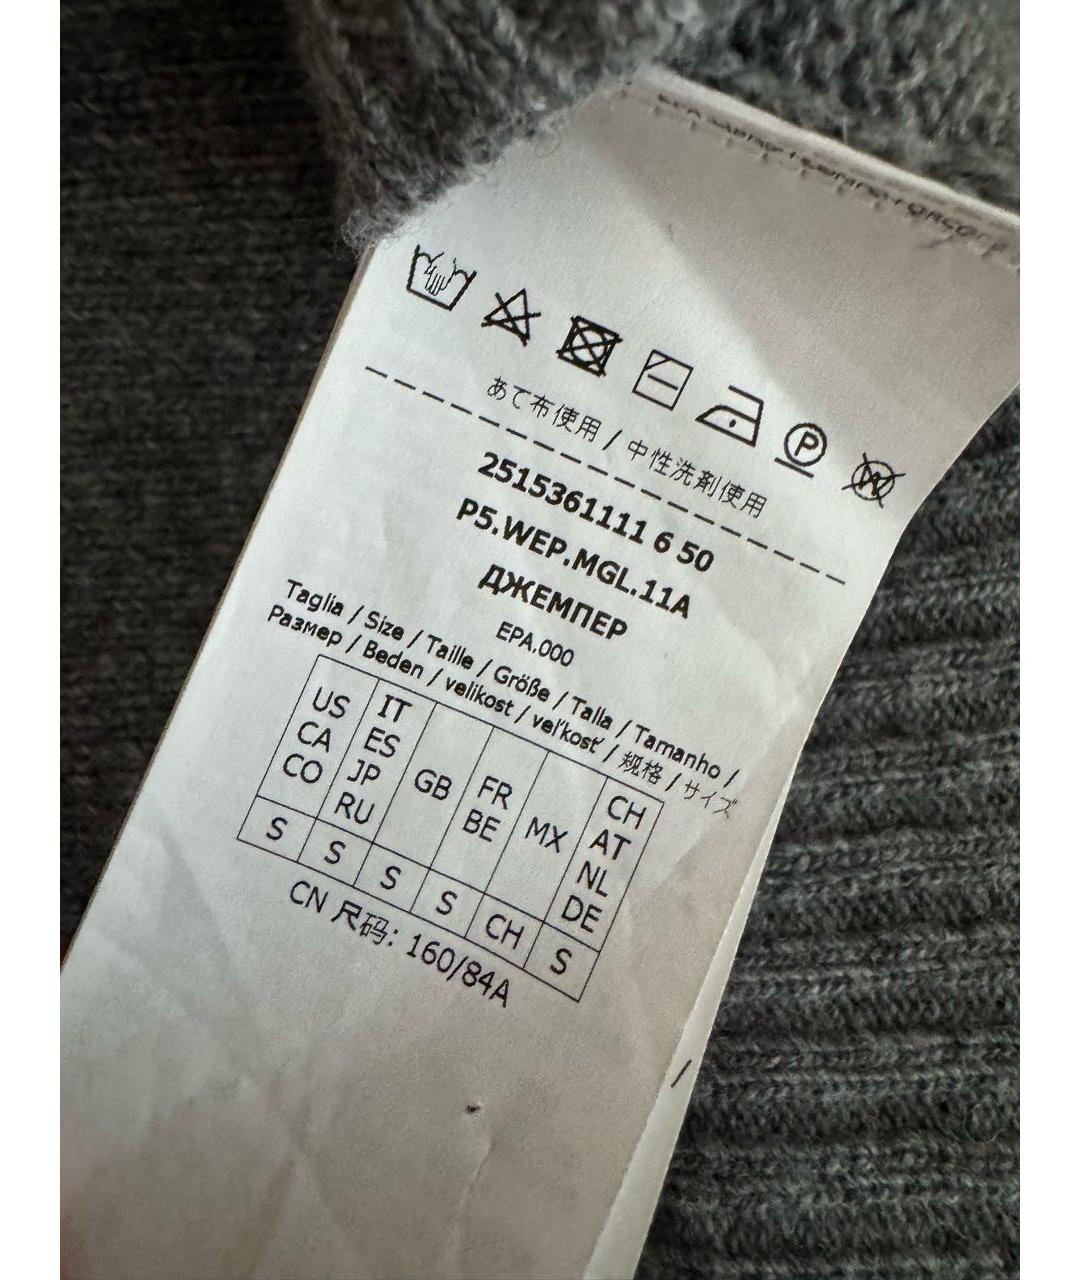 P
W
あて布使用 / 中性洗剤使用
2515361111 6 50
P5.WEP.MGL.11A
ДЖЕМПЕР
EPA.000
Taglia / Size / Taille / Größe / Talla / Tamanho /
Размер / Beden / velikost / veľkosť / 规格 / サイズ
US CA CO
IT ES JP RU
GB
FR BE
MX
CH AT NL DE
S S S S CH S
CN 尺码: 160/84A